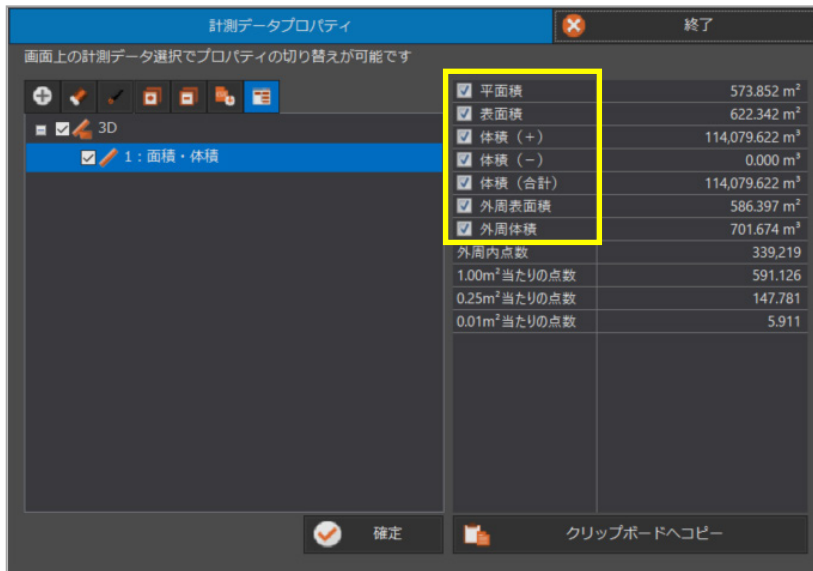 計測データプロパティ
終了
画面上の計測データ選択でプロパティの切り替えが可能です
3D
1：面積・体積
平面積 573.852 m²
表面積 622.342 m²
体積（+） 114,079.622 m³
体積（−） 0.000 m³
体積（合計） 114,079.622 m³
外周表面積 586.397 m²
外周体積 701.674 m³
外周内点数 339,219
1.00m²当たりの点数 591.126
0.25m²当たりの点数 147.781
0.01m²当たりの点数 5.911
確定
クリップボードへコピー